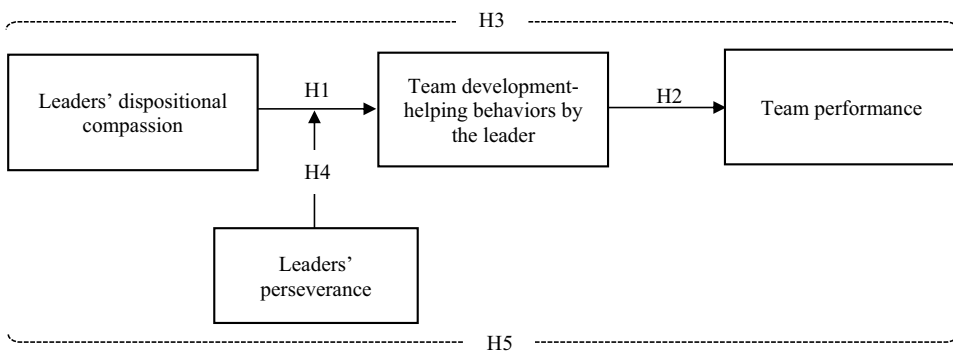 H3
Leaders’ dispositional
compassion
H1
Team development-
helping behaviors by
the leader
H2
Team performance
H4
Leaders’
perseverance
H5